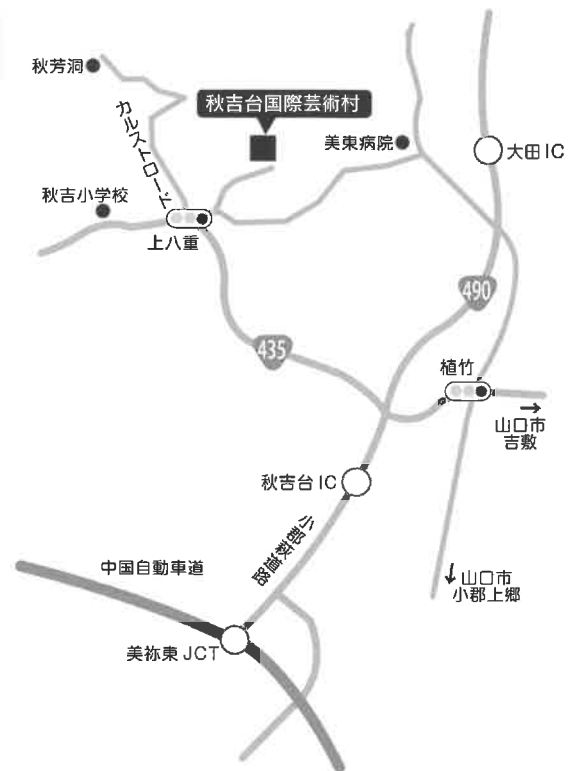 秋芳洞
秋吉台国際芸術村
カルストロード
美東病院
大田IC
秋吉小学校
上八重
490
435
植竹
→
山口市
吉敷
秋吉台IC
小郡萩道路
中国自動車道
↓山口市
小郡上郷
美祢東JCT